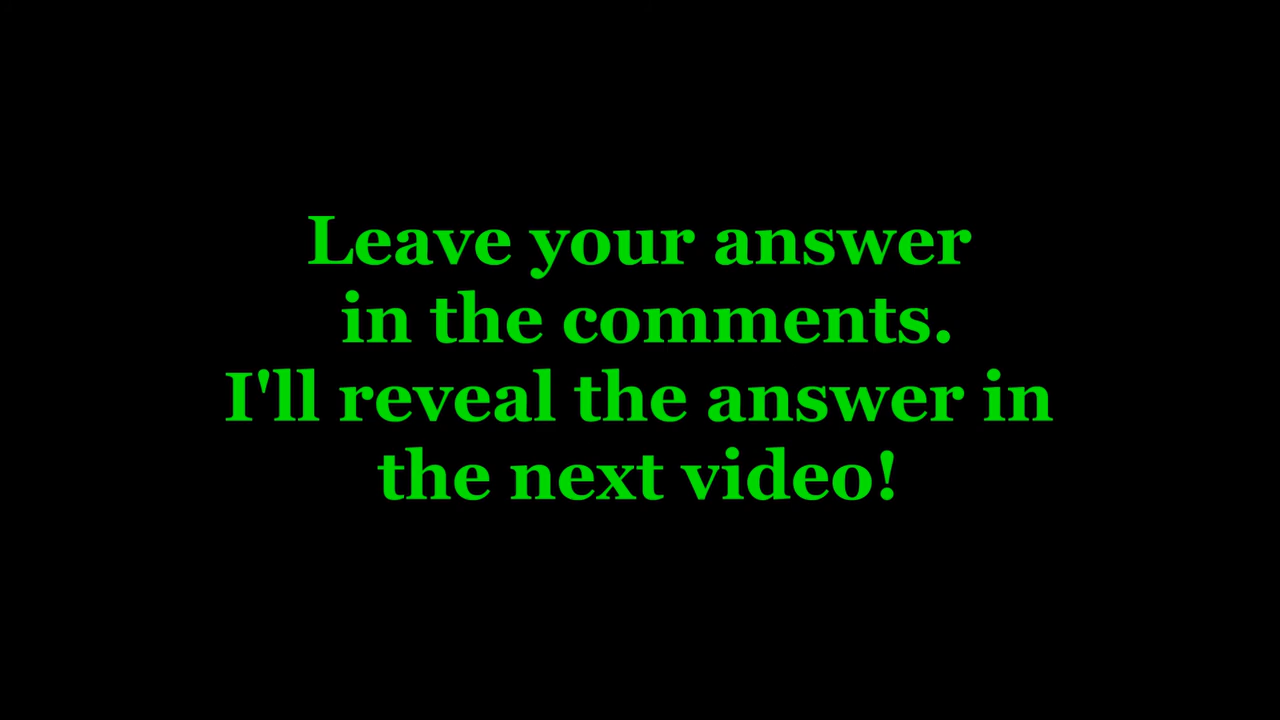 Leave your answer
in the comments.
I'll reveal the answer in
the next video!